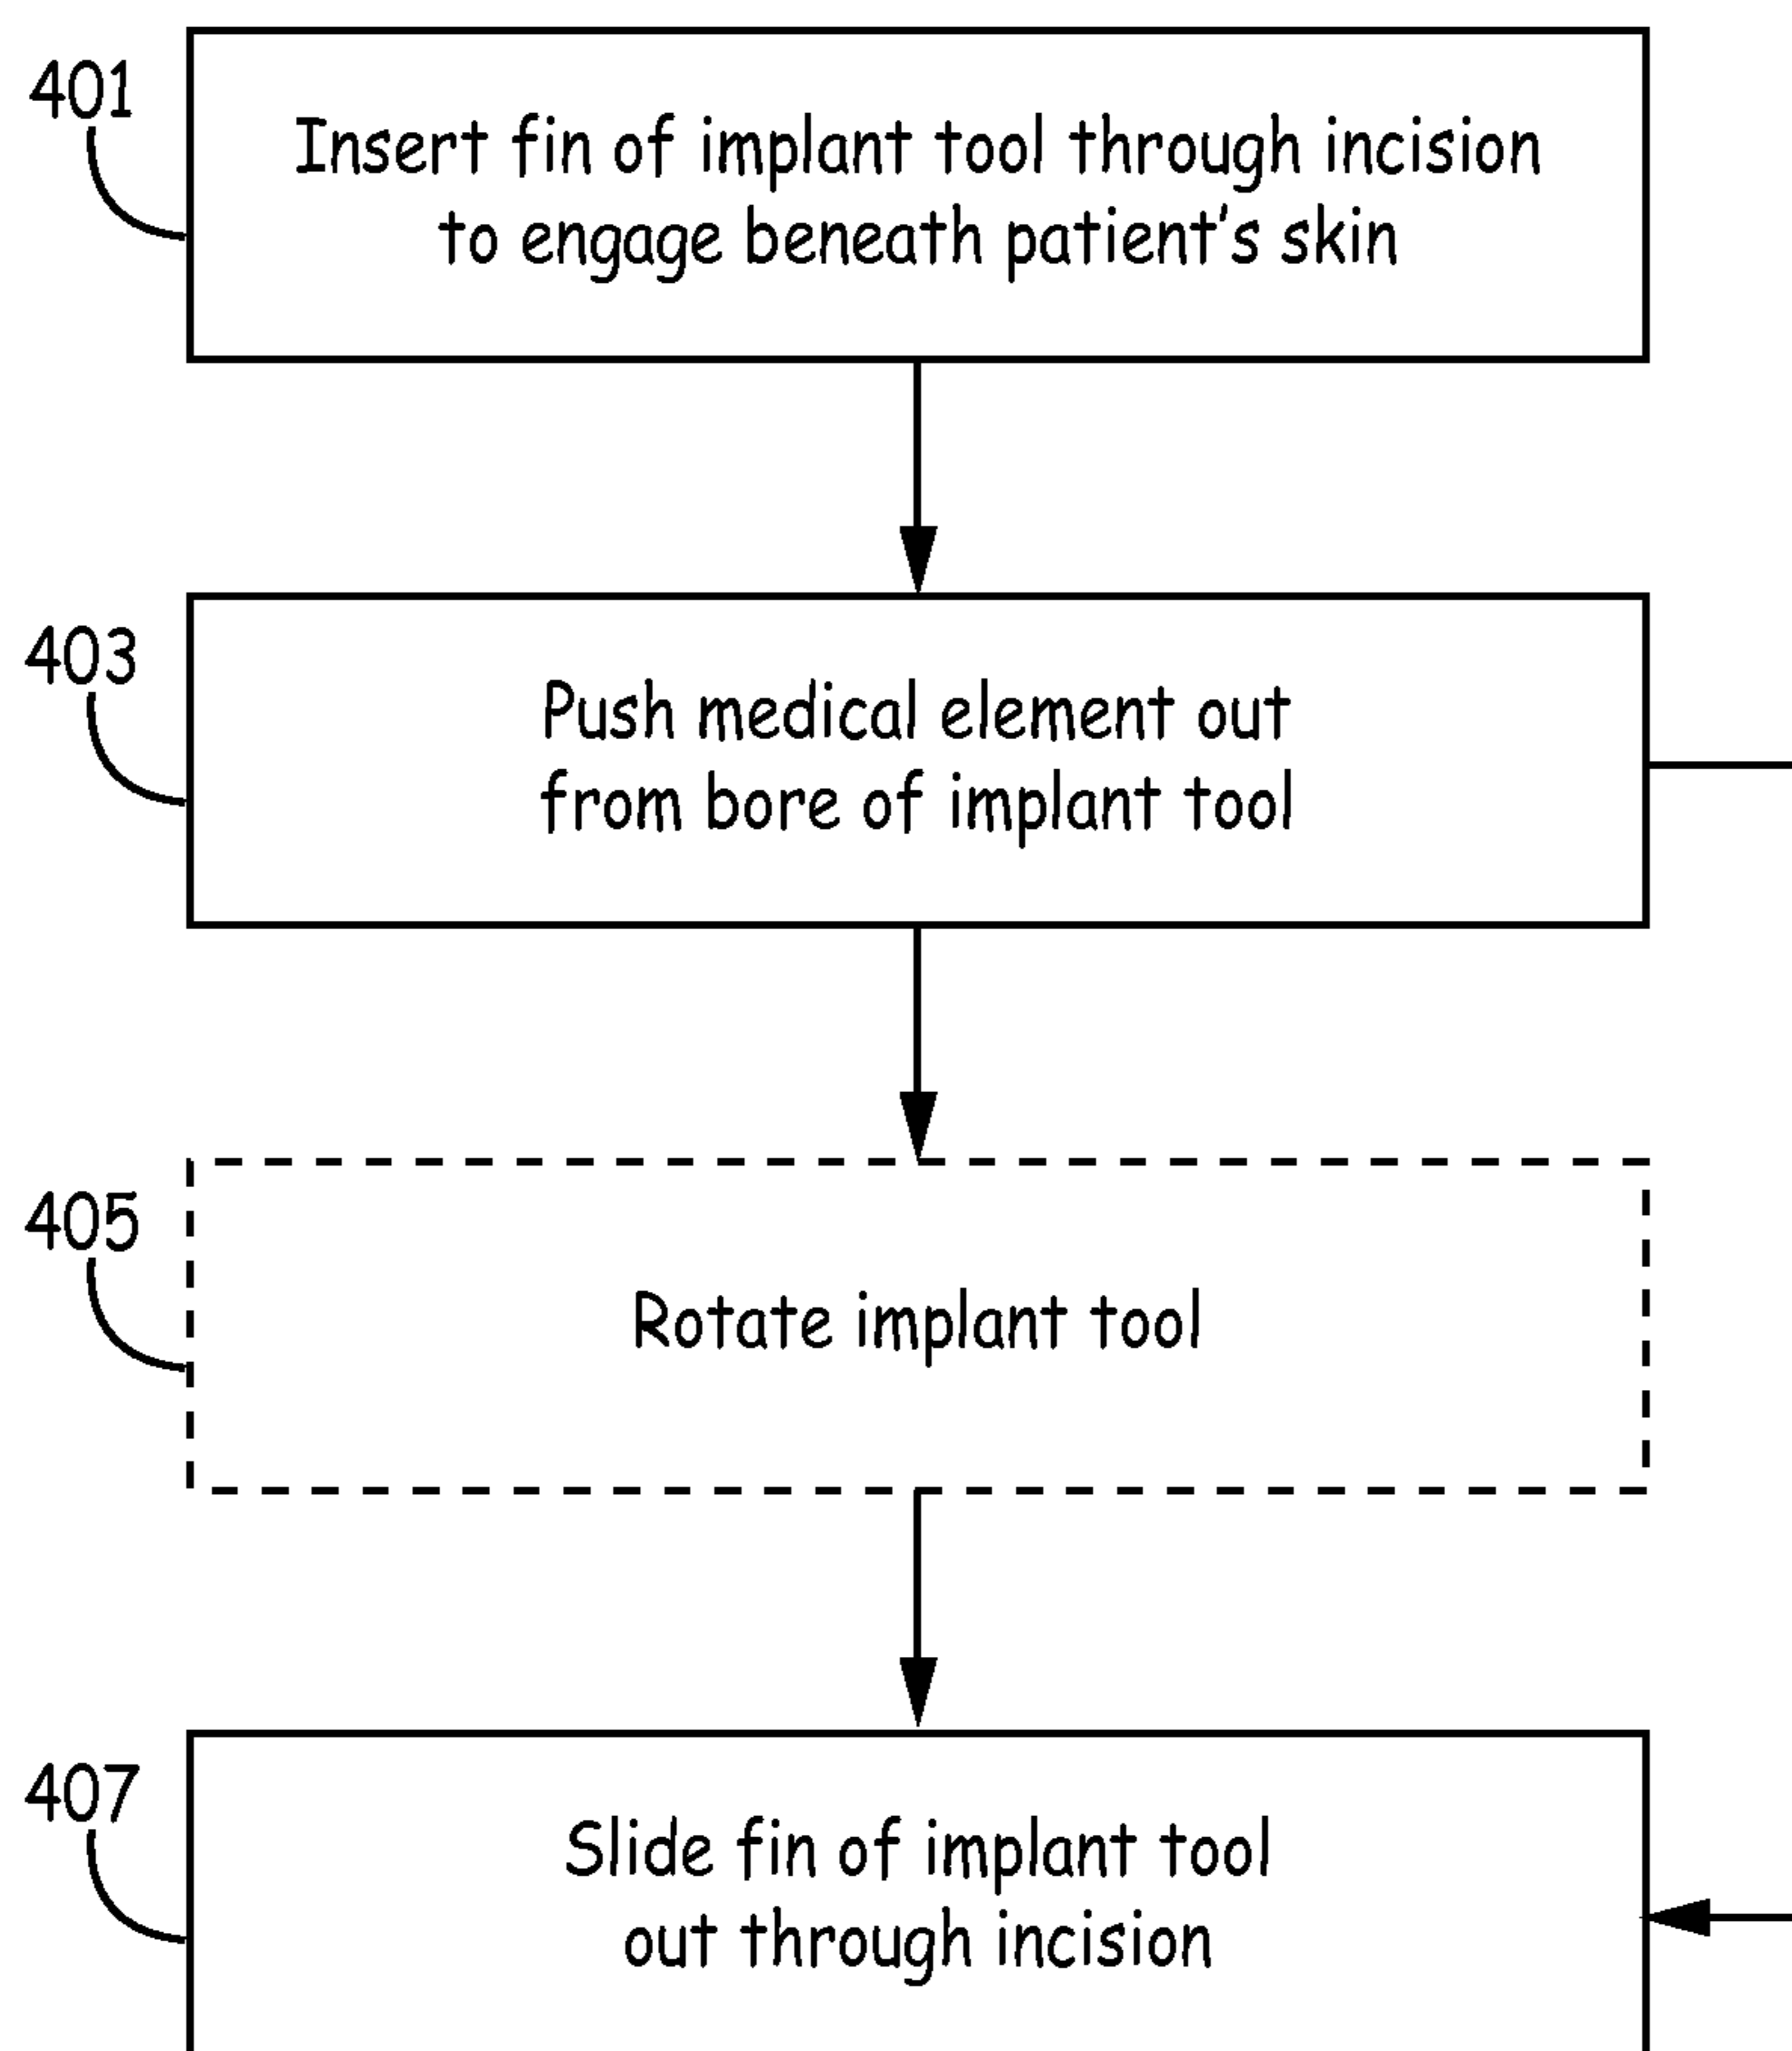 401
Insert fin of implant tool through incision
to engage beneath patient's skin
403
Push medical element out
from bore of implant tool
405
Rotate implant tool
407
Slide fin of implant tool
out through incision